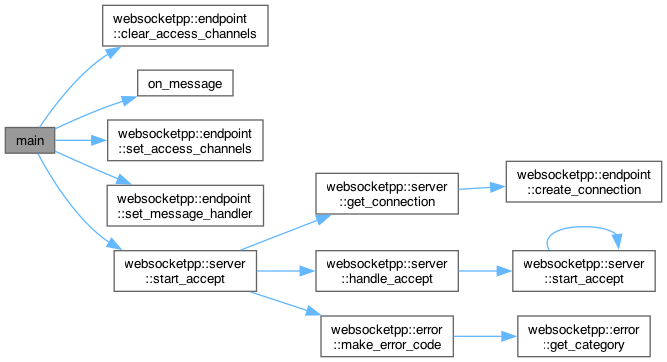 main
websocketpp::endpoint
::clear_access_channels
on_message
websocketpp::endpoint
::set_access_channels
websocketpp::endpoint
::set_message_handler
websocketpp::server
::start_accept
websocketpp::server
::get_connection
websocketpp::endpoint
::create_connection
websocketpp::server
::handle_accept
websocketpp::server
::start_accept
websocketpp::error
::make_error_code
websocketpp::error
::get_category